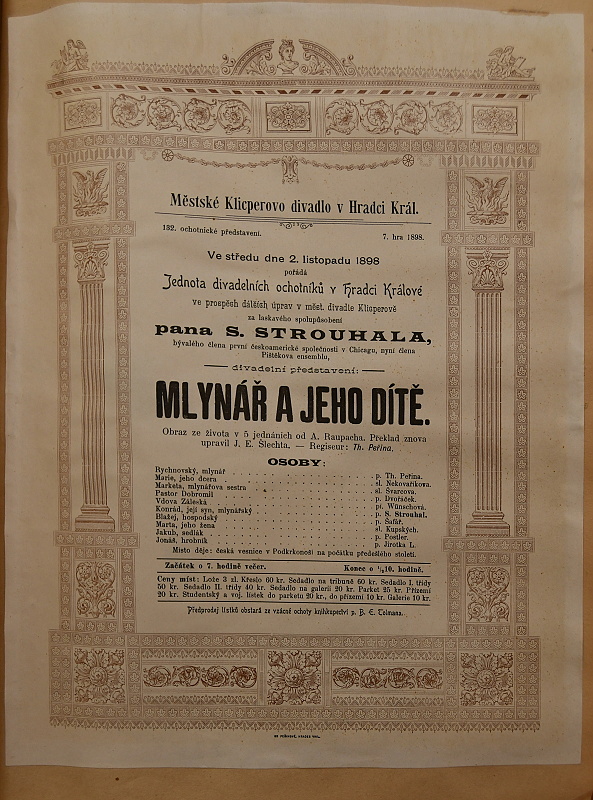 Městské Klicperovo divadlo v Hradci Král.
132. ochotnické představení. 7. hra 1898.
Ve středu dne 2. listopadu 1898
pořádá
Jednota divadelních ochotníků v Hradci Králové
ve prospěch dalších úprav v měst. divadle Klicperově
za laskavého spolupůsobení
pana S. STROUHALA,
bývalého člena první českoamerické společnosti v Chicagu, nyní člena
Pištěkova ensemblu,
divadelní představení:
MLYNÁŘ A JEHO DÍTĚ.
Obraz ze života v 5 jednáních od A. Raupacha. Překlad znova
upravil J. E. Šlechta. — Regiseur: Th. Peřina.
OSOBY:
Rychnovský, mlynář p. Th. Peřina.
Marie, jeho dcera sl. Nekovaříkova.
Marketa, mlynářova sestra sl. Švarcova.
Pastor Dobromil p. Dvořáček.
Vdova Záleská pí. Wünschová.
Konrád, její syn, mlynářský p. S. Strouhal.
Blažej, hospodský p. Šafář.
Marta, jeho žena sl. Kupských.
Jakub, sedlák p. Postler.
Jonáš, hrobník p. Jirotka L.
Místo děje: česká vesnice v Podkrkonoší na počátku předešlého století.
Začátek o 7. hodině večer. Konec o ½10. hodině.
Ceny míst: Lože 3 zl. Křeslo 60 kr. Sedadlo na tribuně 60 kr. Sedadlo I. třídy
50 kr. Sedadlo II. třídy 40 kr. Sedadlo na galerii 20 kr. Parket 25 kr. Přízemí
20 kr. Studentský a voj. lístek do parketu 20 kr., do přízemí 10 kr. Galerie 10 kr.
Předprodej lístků obstará ze vzácné ochoty knihkupectví p. B. E. Tolmana.